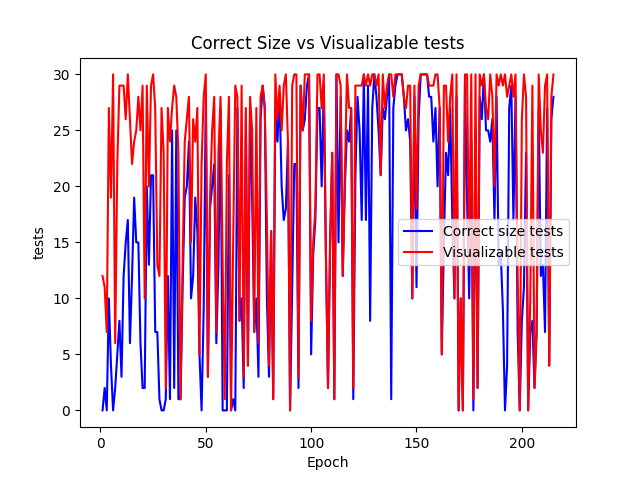 Correct Size vs Visualizable tests
30
25
20
15
10
5
0
tests
Correct size tests
Visualizable tests
0
50
100
150
200
Epoch